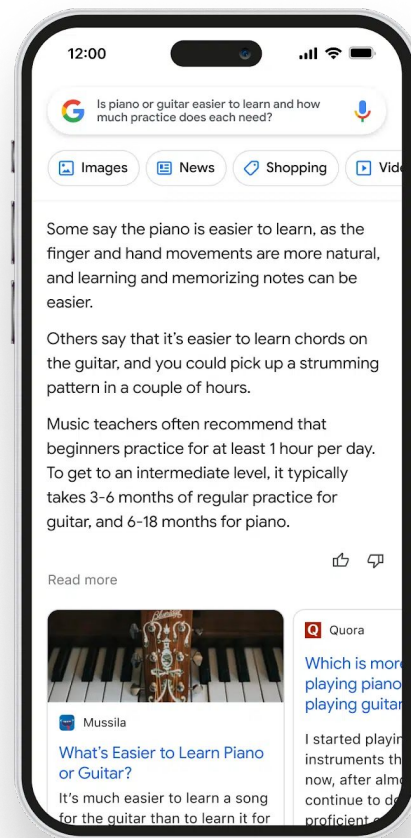 12:00
Is piano or guitar easier to learn and how
much practice does each need?
Images
News
Shopping
Some say the piano is easier to learn, as the
finger and hand movements are more natural,
and learning and memorizing notes can be
easier.
Others say that it's easier to learn chords on
the guitar, and you could pick up a strumming
pattern in a couple of hours.
Music teachers often recommend that
beginners practice for at least 1 hour per day.
To get to an intermediate level, it typically
takes 3-6 months of regular practice for
guitar, and 6-18 months for piano.
Read more
Mussila
What's Easier to Learn Piano
or Guitar?
It's much easier to learn a song
for the guitar than to learn it for
Quora
Which is more
playing piano
playing guitar
I started
instruments
now, after
continue to
proficient